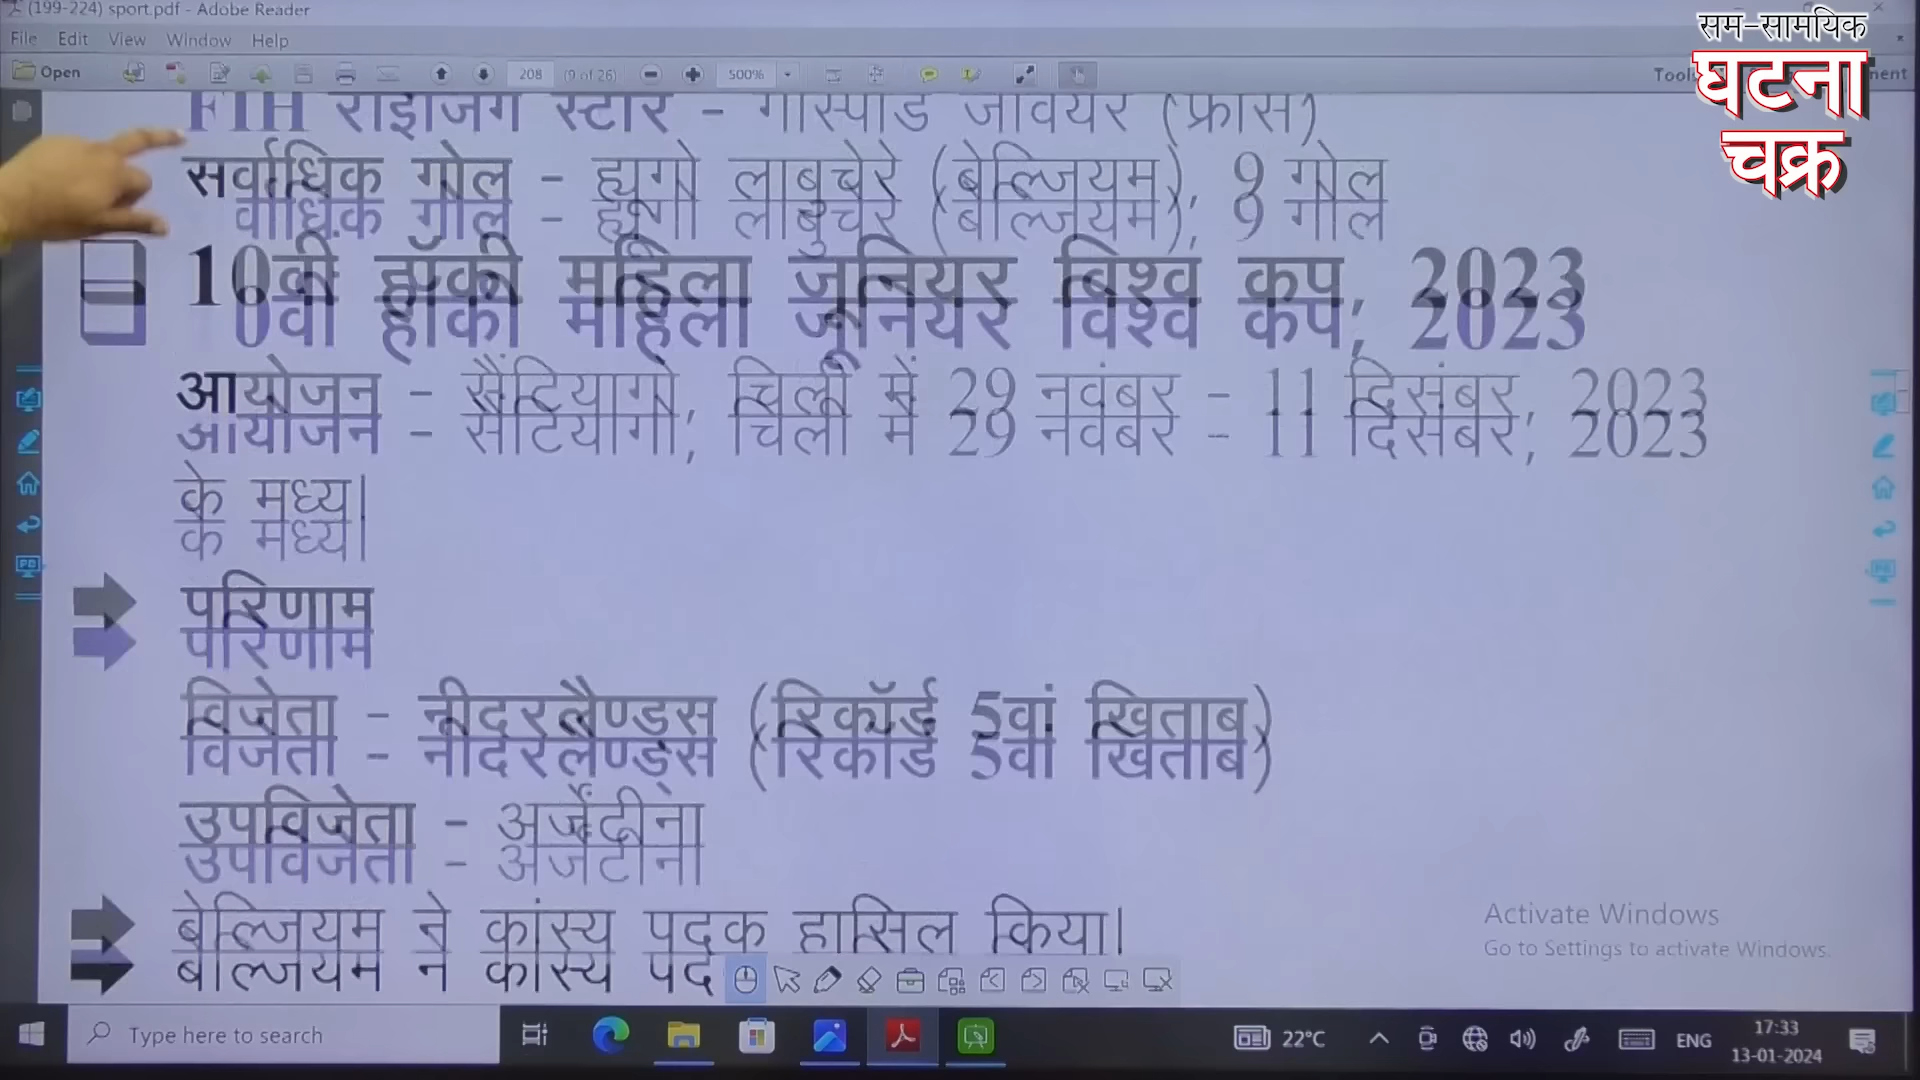 (199-224) sport.pdf - Adobe Reader
File Edit View Window Help
Open 208 (9 of 26) 500% Tool
सम-सामयिक
घटना
चक्र
FIH राइजिंग स्टार - (फ्रांस)
सर्वाधिक गोल - ह्यूगो लाबुचेरे (बेल्जियम), 9 गोल
10वीं हॉकी महिला जूनियर विश्व कप, 2023
आयोजन - सैंटियागो, चिली में 29 नवंबर - 11 दिसंबर, 2023
के मध्य।
परिणाम
विजेता - नीदरलैण्ड्स (रिकॉर्ड 5वां खिताब)
उपविजेता - अर्जेंटीना
बेल्जियम ने कांस्य पदक हासिल किया।
Activate Windows
Go to Settings to activate Windows.
Type here to search
22°C ENG 17:33
13-01-2024